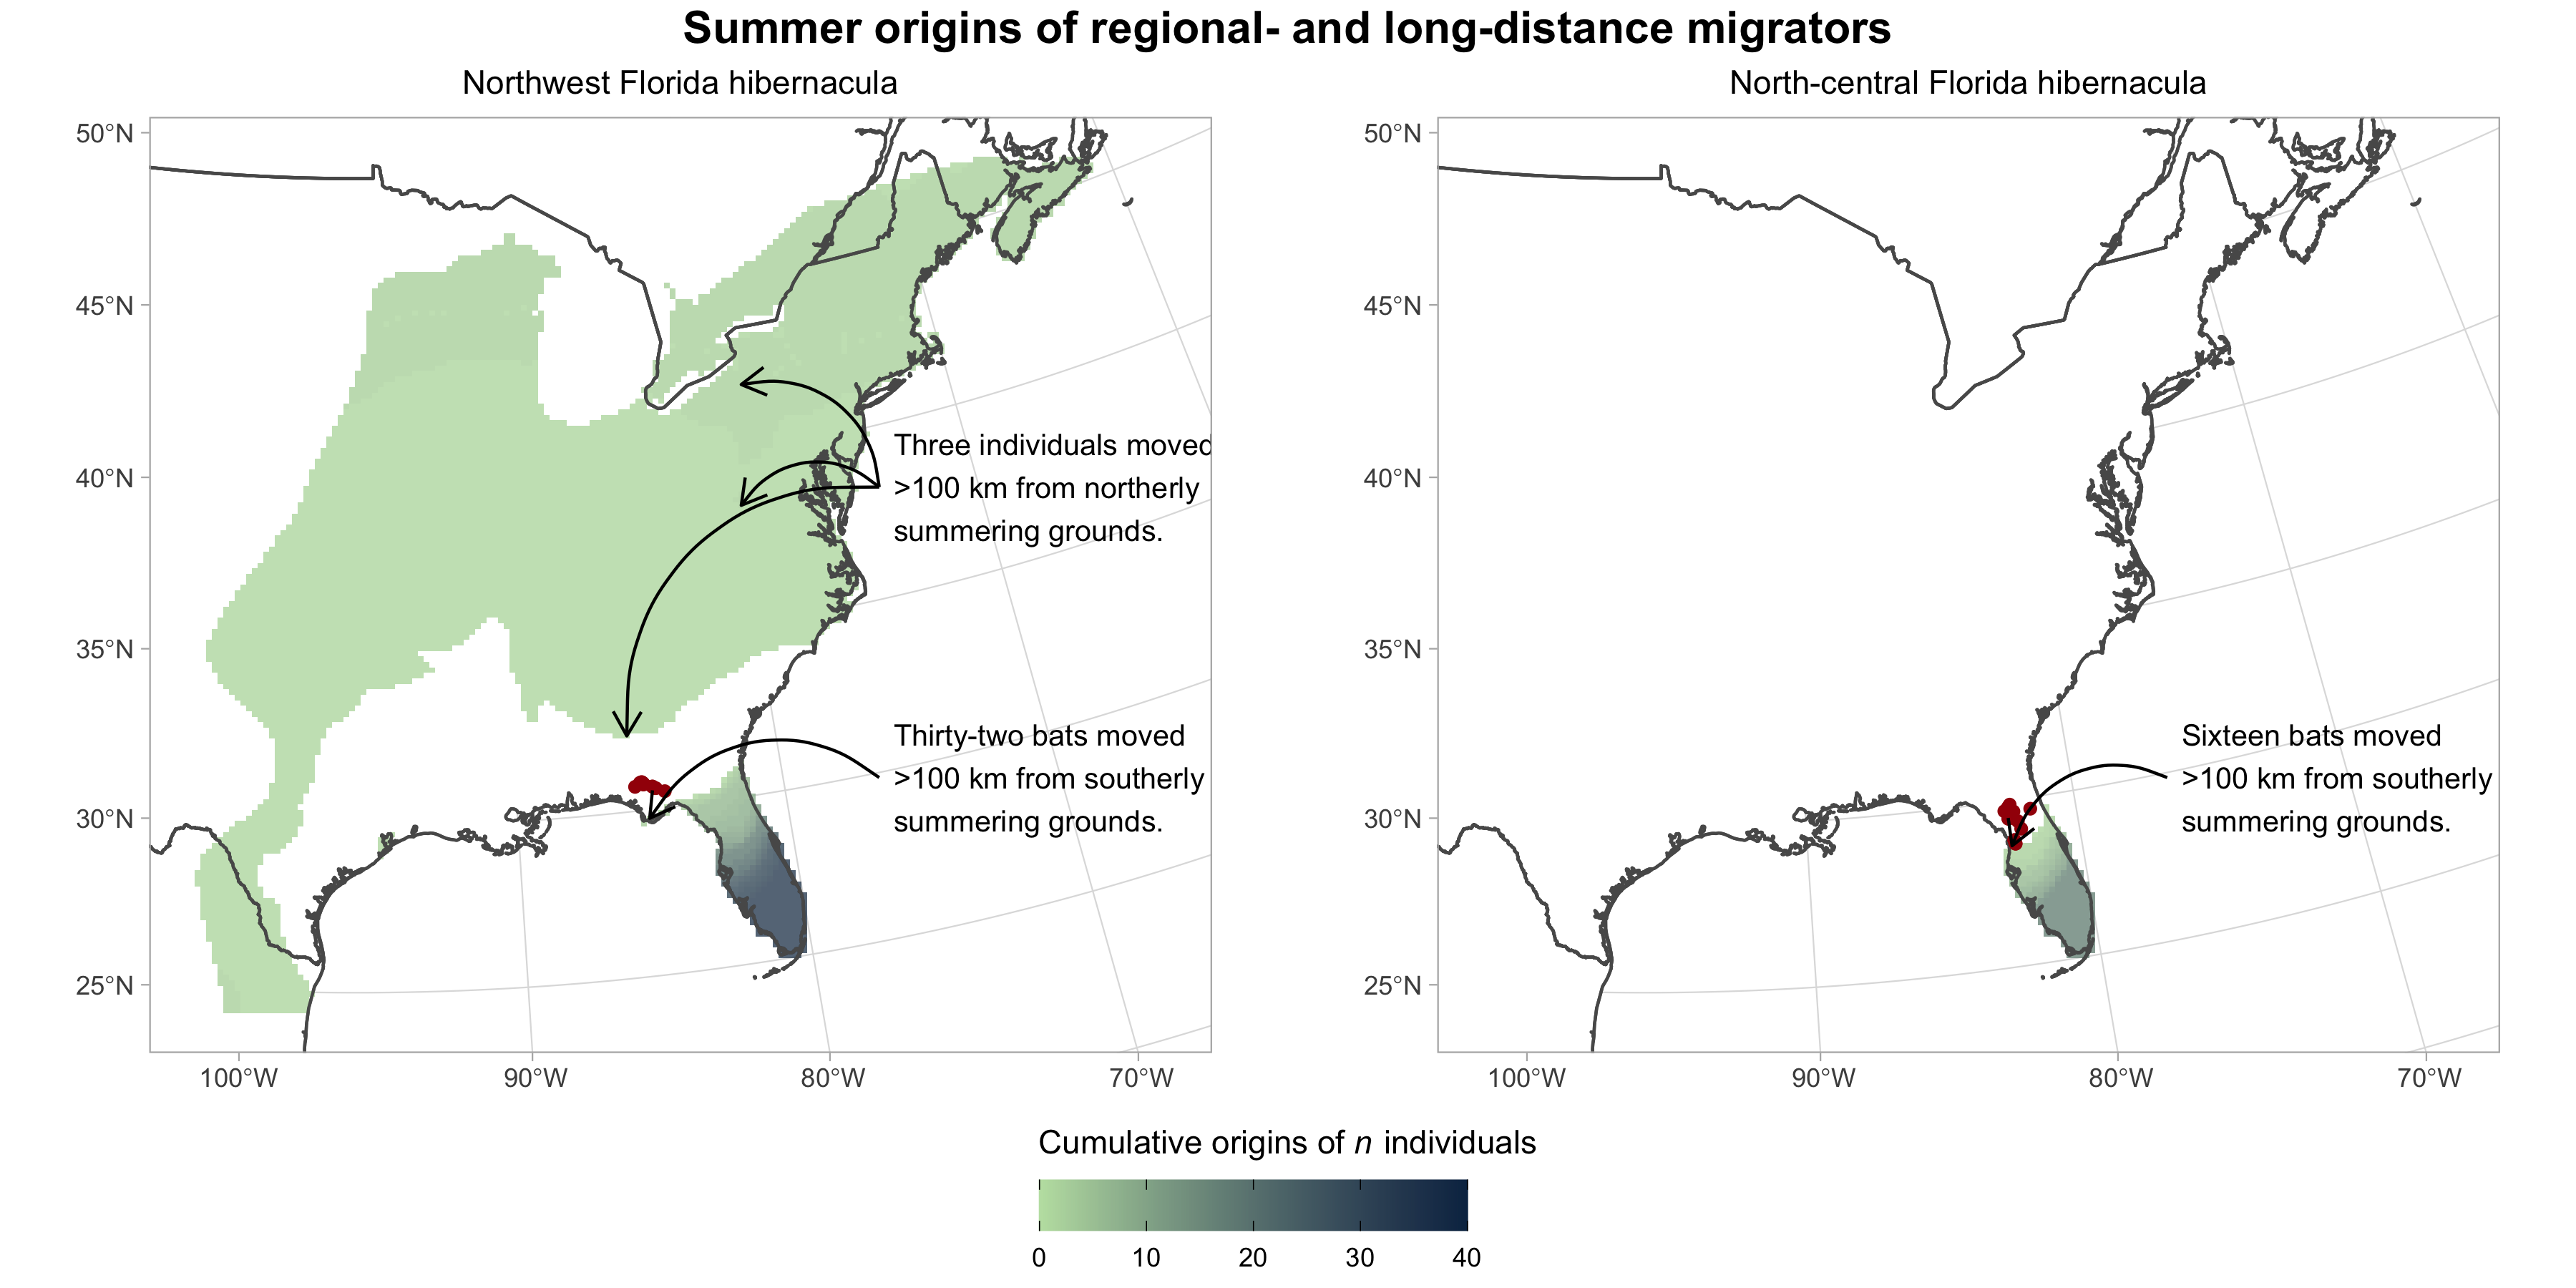 Summer origins of regional- and long-distance migrators
Northwest Florida hibernacula
North-central Florida hibernacula
50°N
45°N
40°N
35°N
30°N
25°N
100°W
90°W
80°W
70°W
Three individuals moved
>100 km from northerly
summering grounds.
Thirty-two bats moved
>100 km from southerly
summering grounds.
50°N
45°N
40°N
35°N
30°N
25°N
100°W
90°W
80°W
70°W
Sixteen bats moved
>100 km from southerly
summering grounds.
Cumulative origins of n individuals
0 10 20 30 40